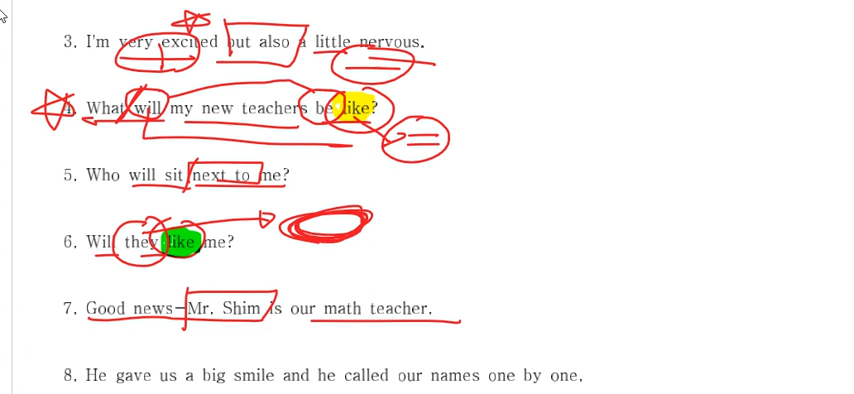 3. I'm very excited but also a little nervous.
4. What will my new teachers be like?
5. Who will sit next to me?
6. Will they like me?
7. Good news-Mr. Shim is our math teacher.
8. He gave us a big smile and he called our names one by one.